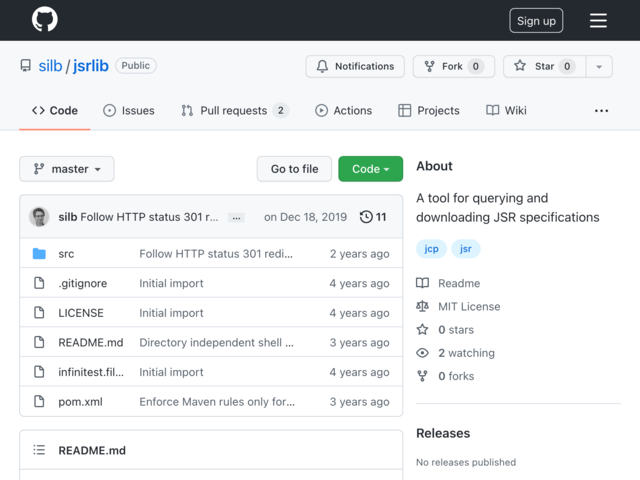 Sign up
silb / jsrlib Public
Notifications Fork 0 Star 0
Code Issues Pull requests 2 Actions Projects Wiki ...
master Go to file Code
silb Follow HTTP status 301 r... ... on Dec 18, 2019 11
src Follow HTTP status 301 redi... 2 years ago
.gitignore Initial import 4 years ago
LICENSE Initial import 4 years ago
README.md Directory independent shell ... 3 years ago
infinitest.fil... Initial import 4 years ago
pom.xml Enforce Maven rules only for... 3 years ago
README.md
About
A tool for querying and
downloading JSR specifications
jcp jsr
Readme
MIT License
0 stars
2 watching
0 forks
Releases
No releases published